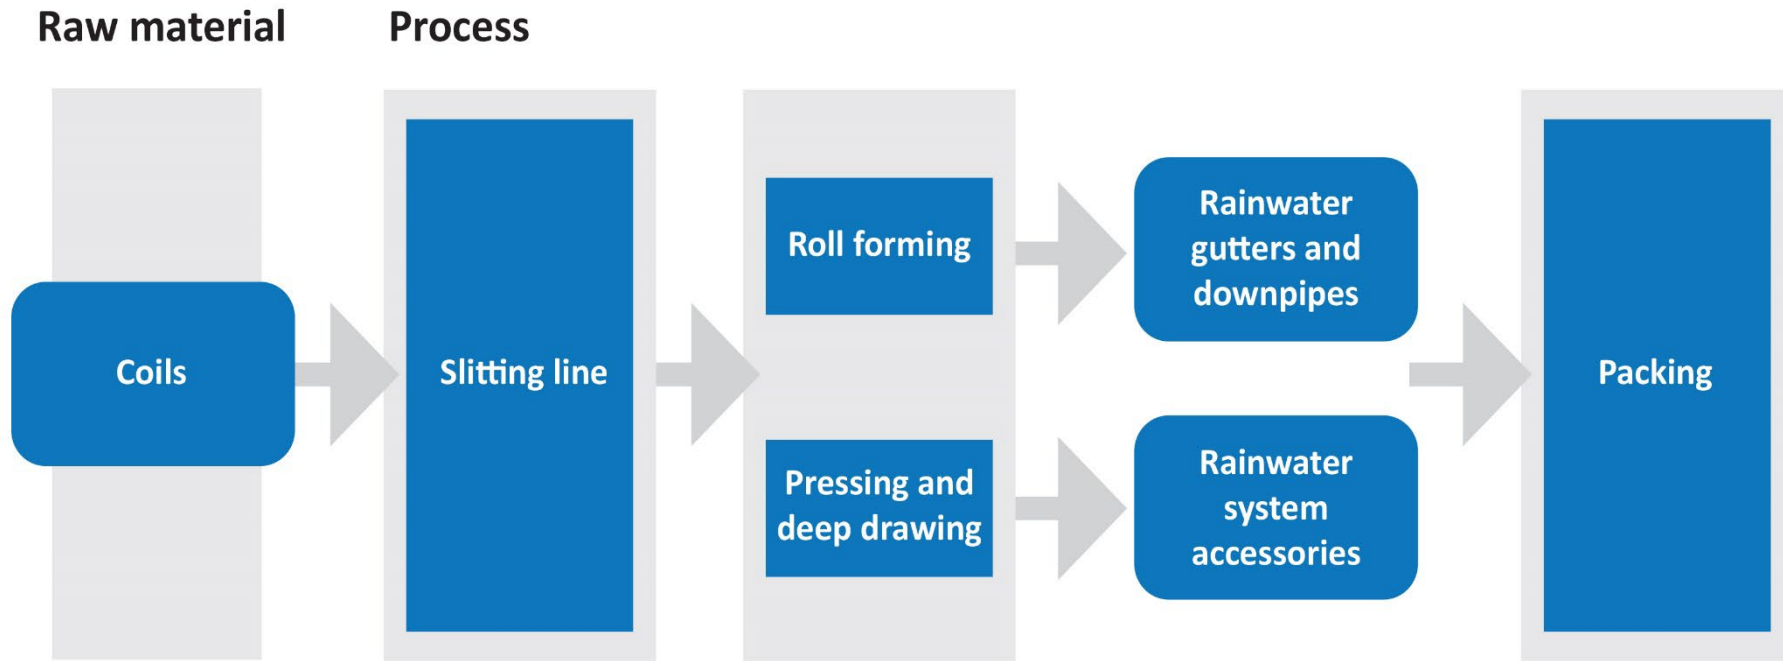 Raw material
Process
Coils
Slitting line
Roll forming
Pressing and
deep drawing
Rainwater
gutters and
downpipes
Rainwater
system
accessories
Packing